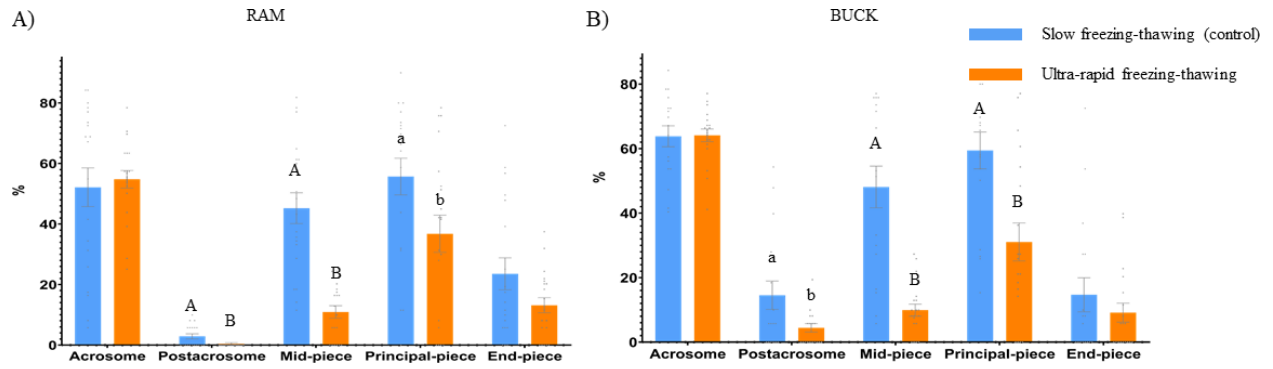 A)
RAM
%
80
60
40
20
0
A
B
A
B
a
b
Acrosome Postacrosome Mid-piece Principal-piece End-piece
B)
BUCK
Slow freezing-thawing (control)
Ultra-rapid freezing-thawing
%
80
60
40
20
0
a
b
A
B
A
B
Acrosome Postacrosome Mid-piece Principal-piece End-piece